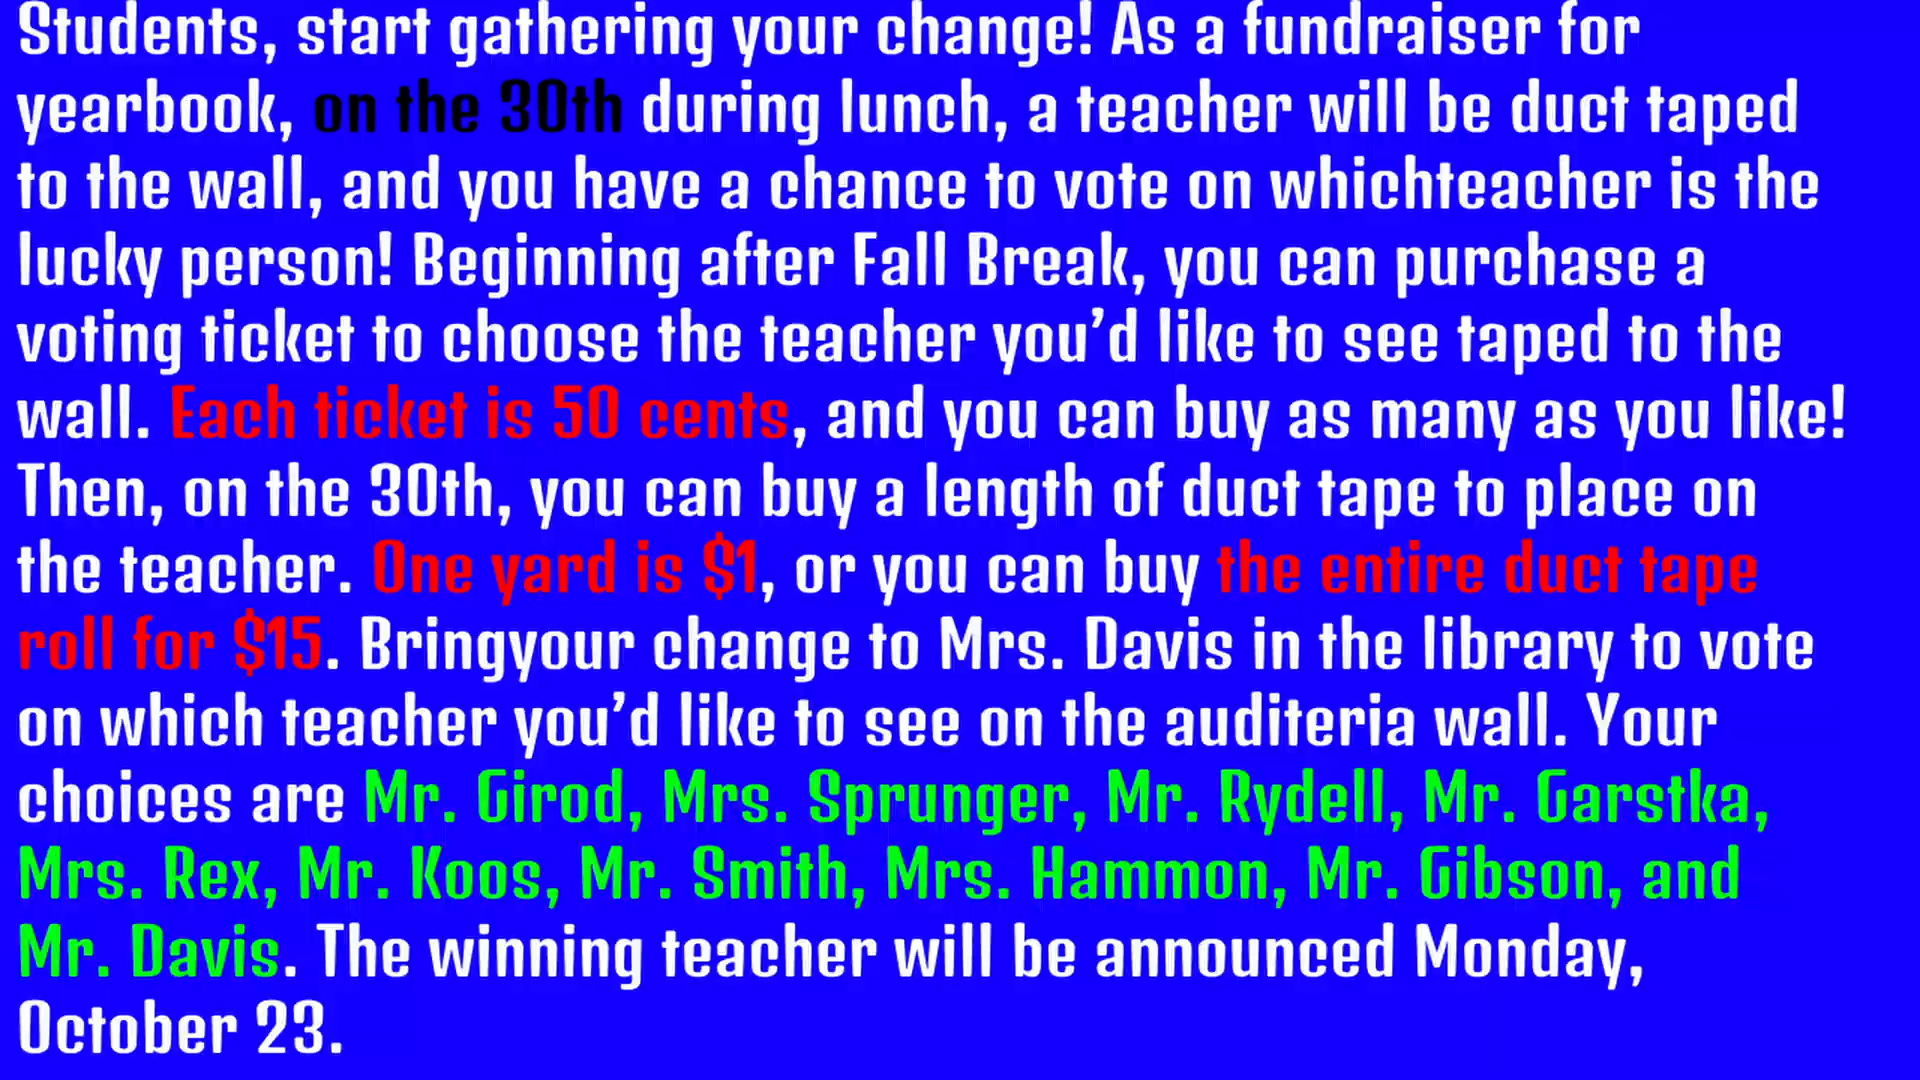 Students, start gathering your change! As a fundraiser for
yearbook, on the 30th during lunch, a teacher will be duct taped
to the wall, and you have a chance to vote on whichteacher is the
lucky person! Beginning after Fall Break, you can purchase a
voting ticket to choose the teacher you’d like to see taped to the
wall. Each ticket is 50 cents, and you can buy as many as you like!
Then, on the 30th, you can buy a length of duct tape to place on
the teacher. One yard is $1, or you can buy the entire duct tape
roll for $15. Bringyour change to Mrs. Davis in the library to vote
on which teacher you’d like to see on the auditeria wall. Your
choices are Mr. Girod, Mrs. Sprunger, Mr. Rydell, Mr. Garstka,
Mrs. Rex, Mr. Koos, Mr. Smith, Mrs. Hammon, Mr. Gibson, and
Mr. Davis. The winning teacher will be announced Monday,
October 23.